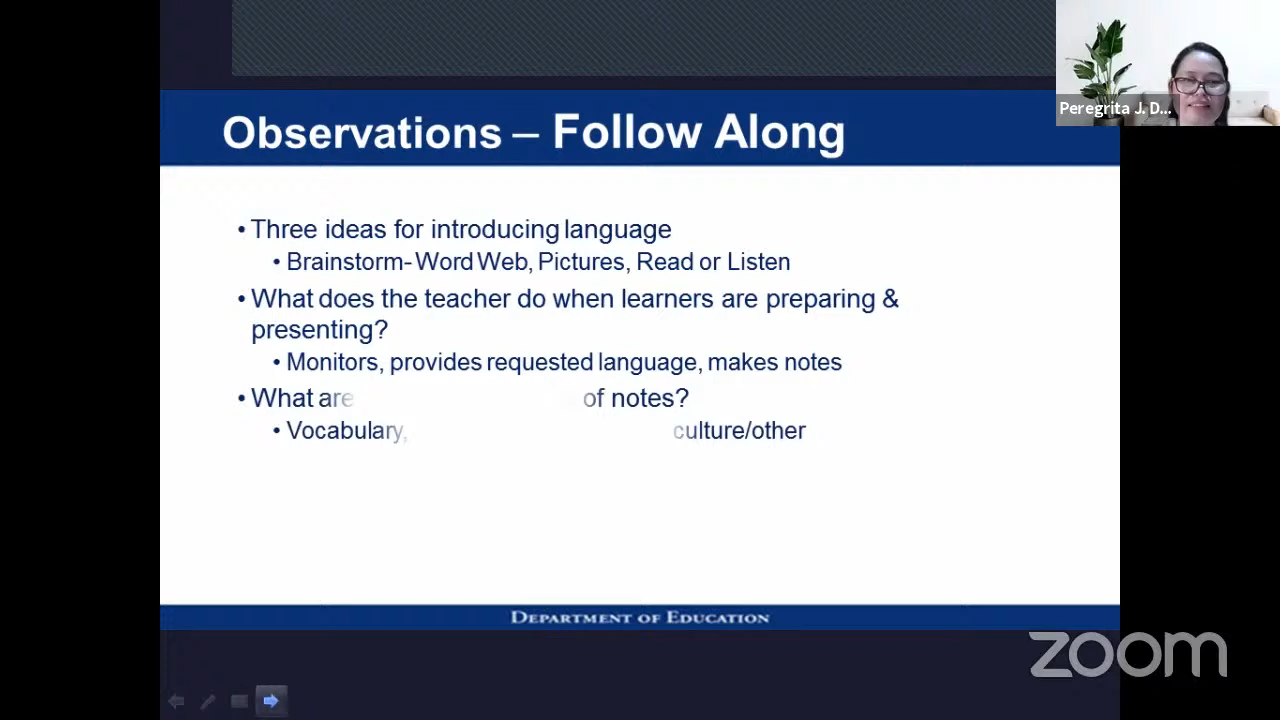 Peregrita J. D...
Observations – Follow Along
• Three ideas for introducing language
• Brainstorm- Word Web, Pictures, Read or Listen
• What does the teacher do when learners are preparing &
presenting?
• Monitors, provides requested language, makes notes
• What are of notes?
• Vocabulary, culture/other
DEPARTMENT OF EDUCATION
zoom